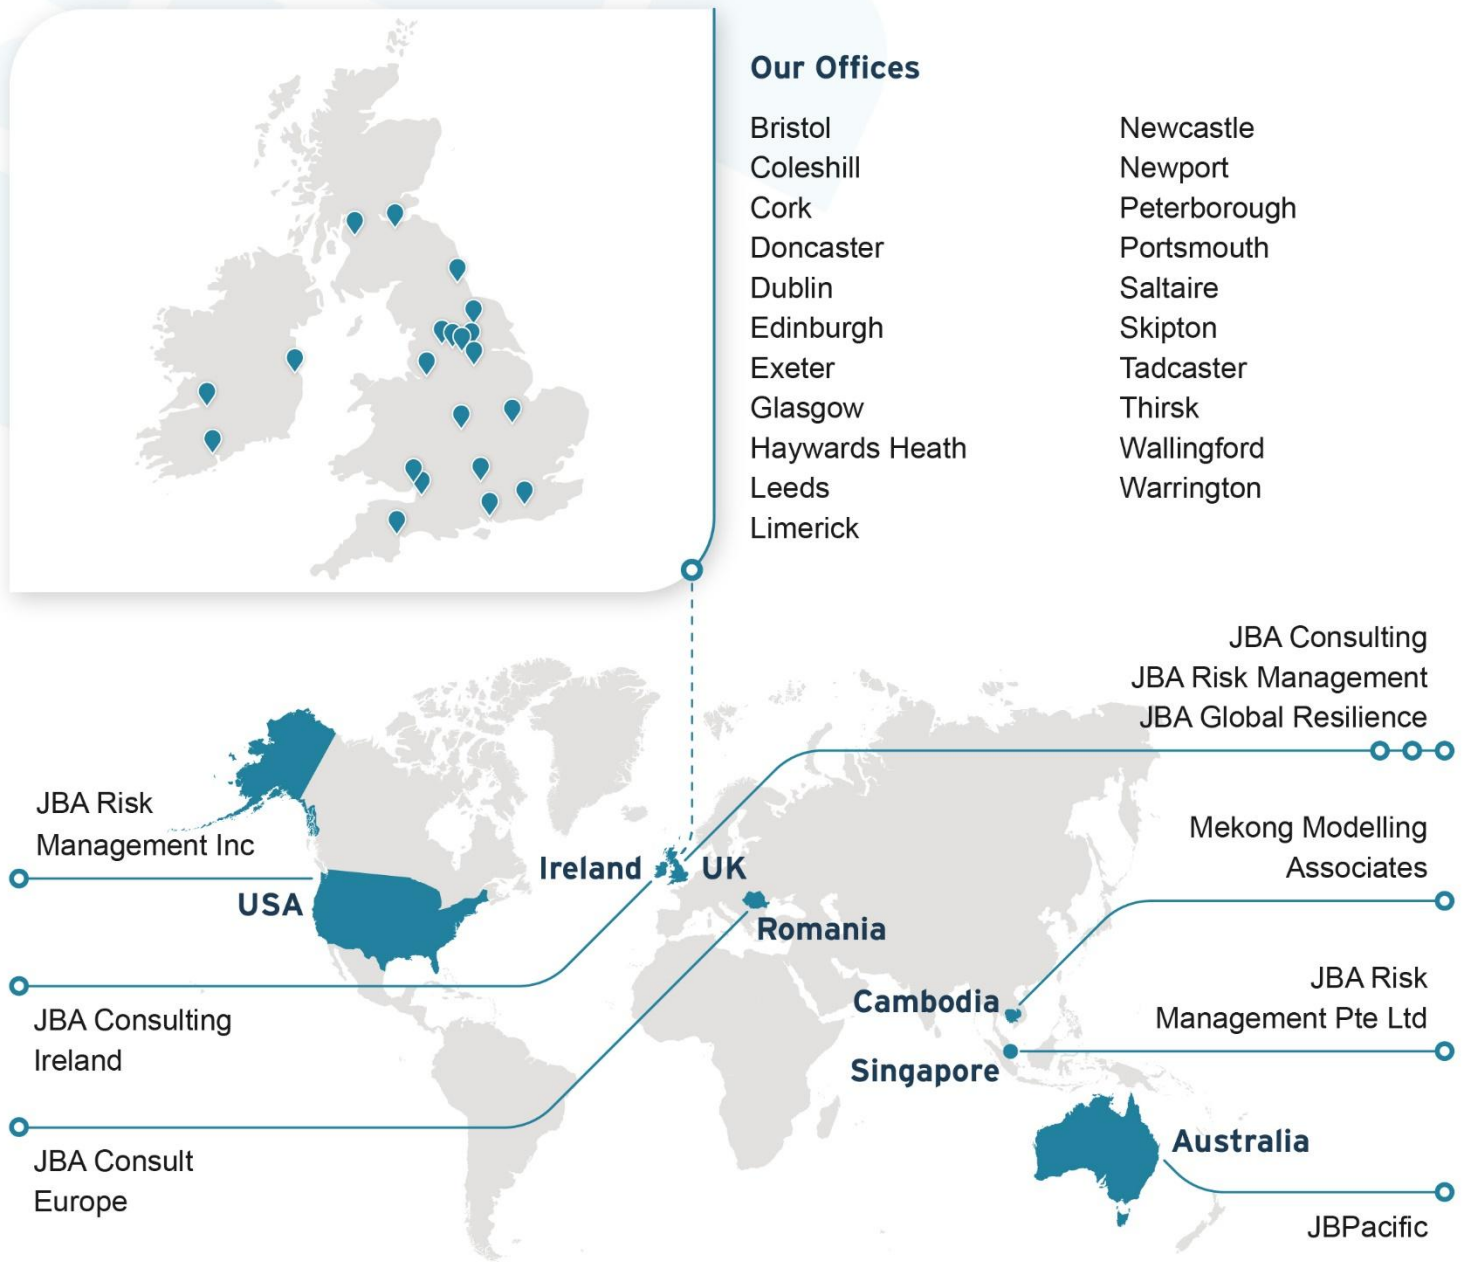 Our Offices
Bristol
Coleshill
Cork
Doncaster
Dublin
Edinburgh
Exeter
Glasgow
Haywards Heath
Leeds
Limerick
Newcastle
Newport
Peterborough
Portsmouth
Saltaire
Skipton
Tadcaster
Thirsk
Wallingford
Warrington
JBA Consulting
JBA Risk Management
JBA Global Resilience
JBA Risk
Management Inc
USA
Ireland
UK
Romania
Mekong Modelling
Associates
Cambodia
JBA Risk
Management Pte Ltd
Singapore
JBA Consulting
Ireland
JBA Consult
Europe
Australia
JBPacific